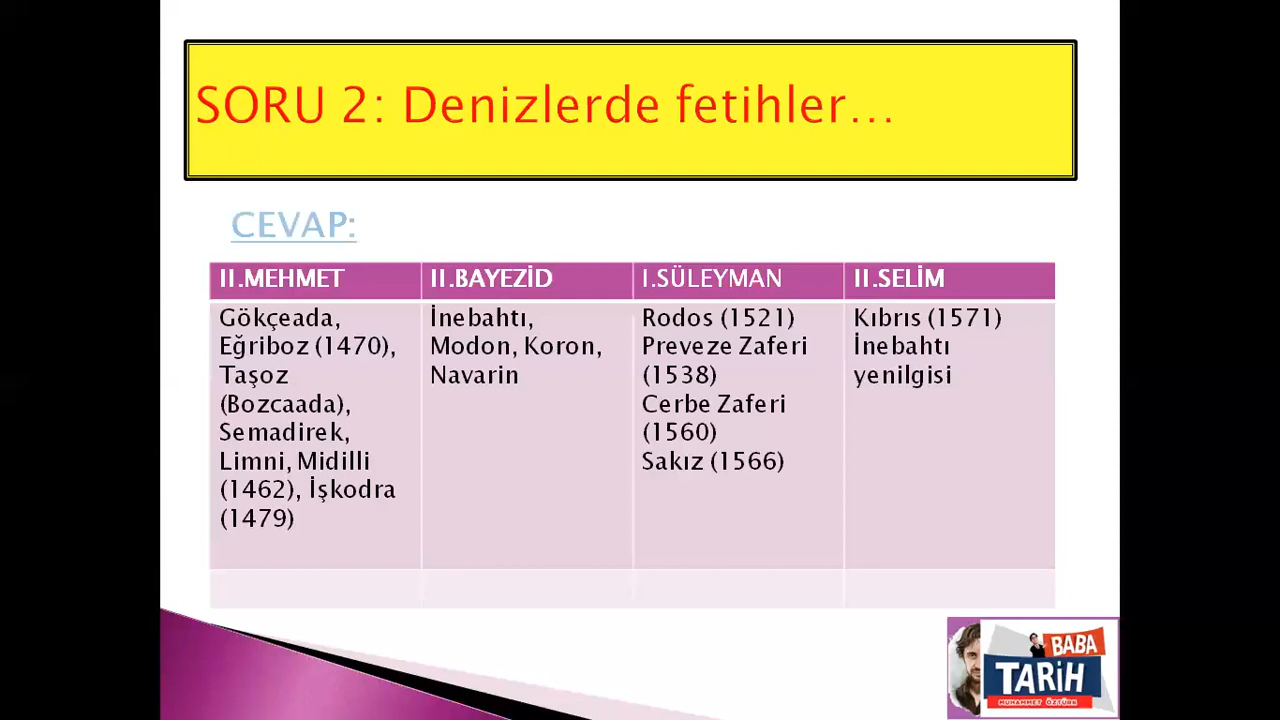 SORU 2: Denizlerde fetihler...
CEVAP:
II.MEHMET
II.BAYEZİD
I.SÜLEYMAN
II.SELİM
Gökçeada,
Eğriboz (1470),
Taşoz
(Bozcaada),
Semadirek,
Limni, Midilli
(1462), İşkodra
(1479)
İnebahtı,
Modon, Koron,
Navarin
Rodos (1521)
Preveze Zaferi
(1538)
Cerbe Zaferi
(1560)
Sakız (1566)
Kıbrıs (1571)
İnebahtı
yenilgisi
BABA
TARİH
MUHAMMET ÖZTÜRK